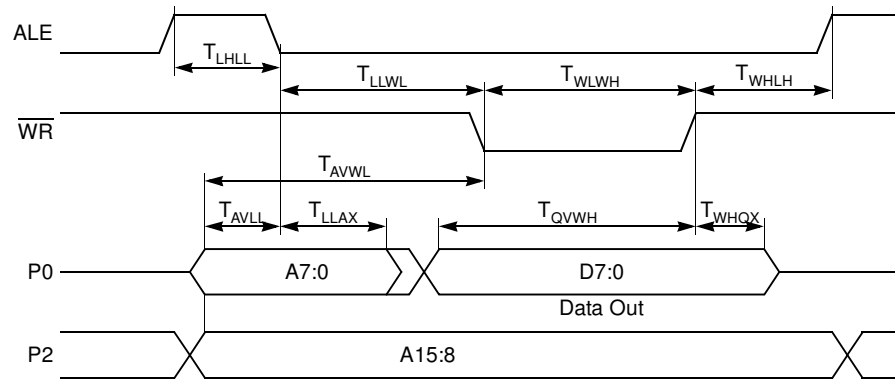 ALE
T_LHLL
T_LLWL T_WLWH T_WHLH
WR
T_AVWL
T_AVLL T_LLAX T_QVWH T_WHQX
P0 A7:0 D7:0
Data Out
P2 A15:8